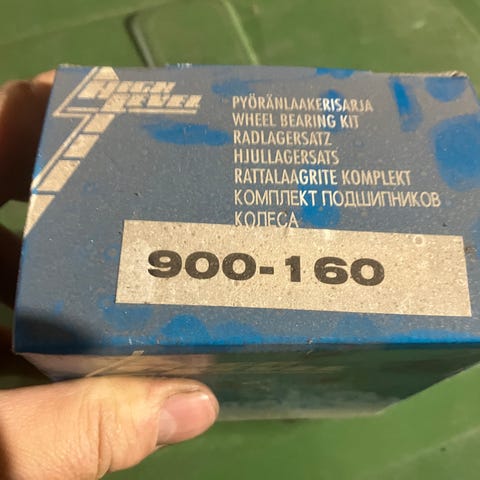 HIGH
LEVEL
PYÖRÄNLAAKERISARJA
WHEEL BEARING KIT
RADLAGERSATZ
HJULLAGERSATS
RATTALAAGRITE KOMPLEKT
КОМПЛЕКТ ПОДШИПНИКОВ
КОЛЕСА
900-160